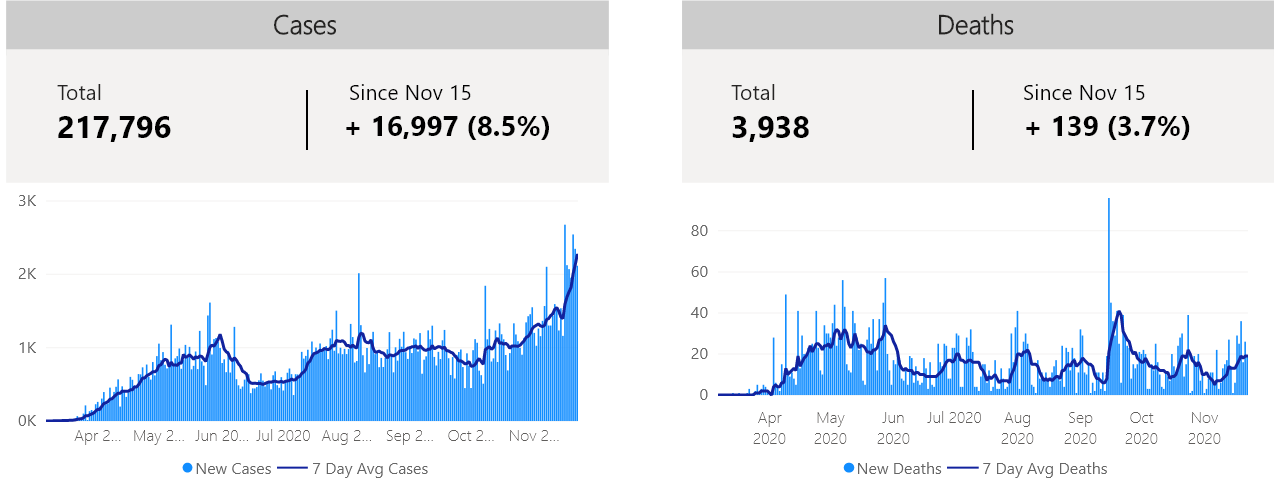 Cases
Total
Since Nov 15
217,796
+ 16,997 (8.5%)
3K
2K
1K
0K
Apr 2... May 2... Jun 20... Jul 2020 Aug 2... Sep 2... Oct 2... Nov 2...
New Cases 7 Day Avg Cases
Deaths
Total
Since Nov 15
3,938
+ 139 (3.7%)
80
60
40
20
0
Apr May Jun Jul 2020 Aug Sep Oct Nov
2020 2020 2020 2020 2020 2020 2020
New Deaths 7 Day Avg Deaths